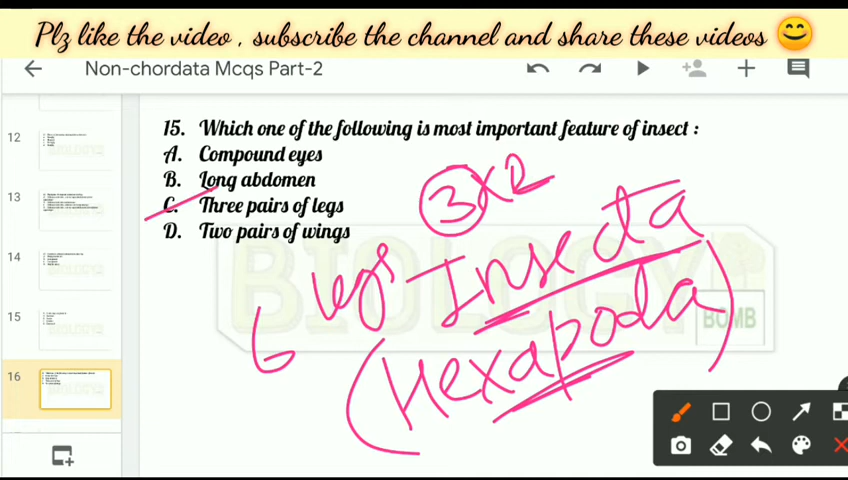 Plz like the video , subscribe the channel and share these videos 😊
Non-chordata Mcqs Part-2
12
13
14
15
16
15. Which one of the following is most important feature of insect :
A. Compound eyes
B. Long abdomen
C. Three pairs of legs
D. Two pairs of wings
3×2
6 legs Insecta
(Hexapoda)
BIOLOGY
BOMB